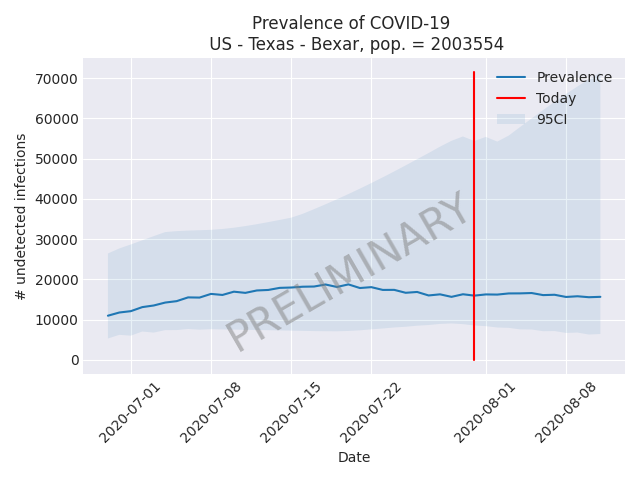 Prevalence of COVID-19
US - Texas - Bexar, pop. = 2003554
70000
60000
50000
40000
30000
20000
10000
0
# undetected infections
Prevalence
Today
95CI
PRELIMINARY
2020-07-01
2020-07-08
2020-07-15
2020-07-22
2020-08-01
2020-08-08
Date